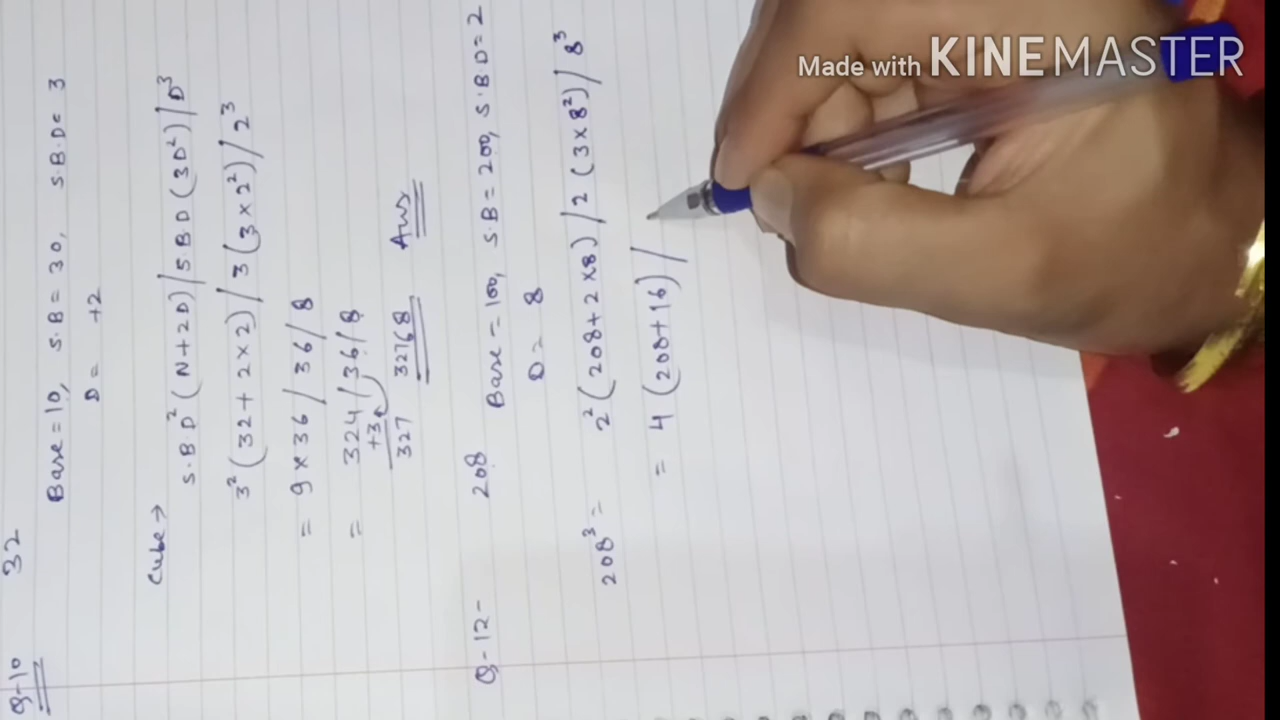 Made with KINEMASTER
Q-10 32
Base = 10, S.B = 30, S.B.D = 3
D = +2
Cube →
S.B.D² (N+2D) / S.B.D (3D²) / D³
3² (32 + 2×2) / 3 (3×2²) / 2³
= 9 × 36 / 36 / 8
= 324 / 36 / 8
+3
327 32768 Ans
Q-12- 208 Base = 100, S.B = 200, S.B.D = 2
D = 8
208³ = 2² (208 + 2×8) / 2 (3×8²) / 8³
= 4 (208+16) /